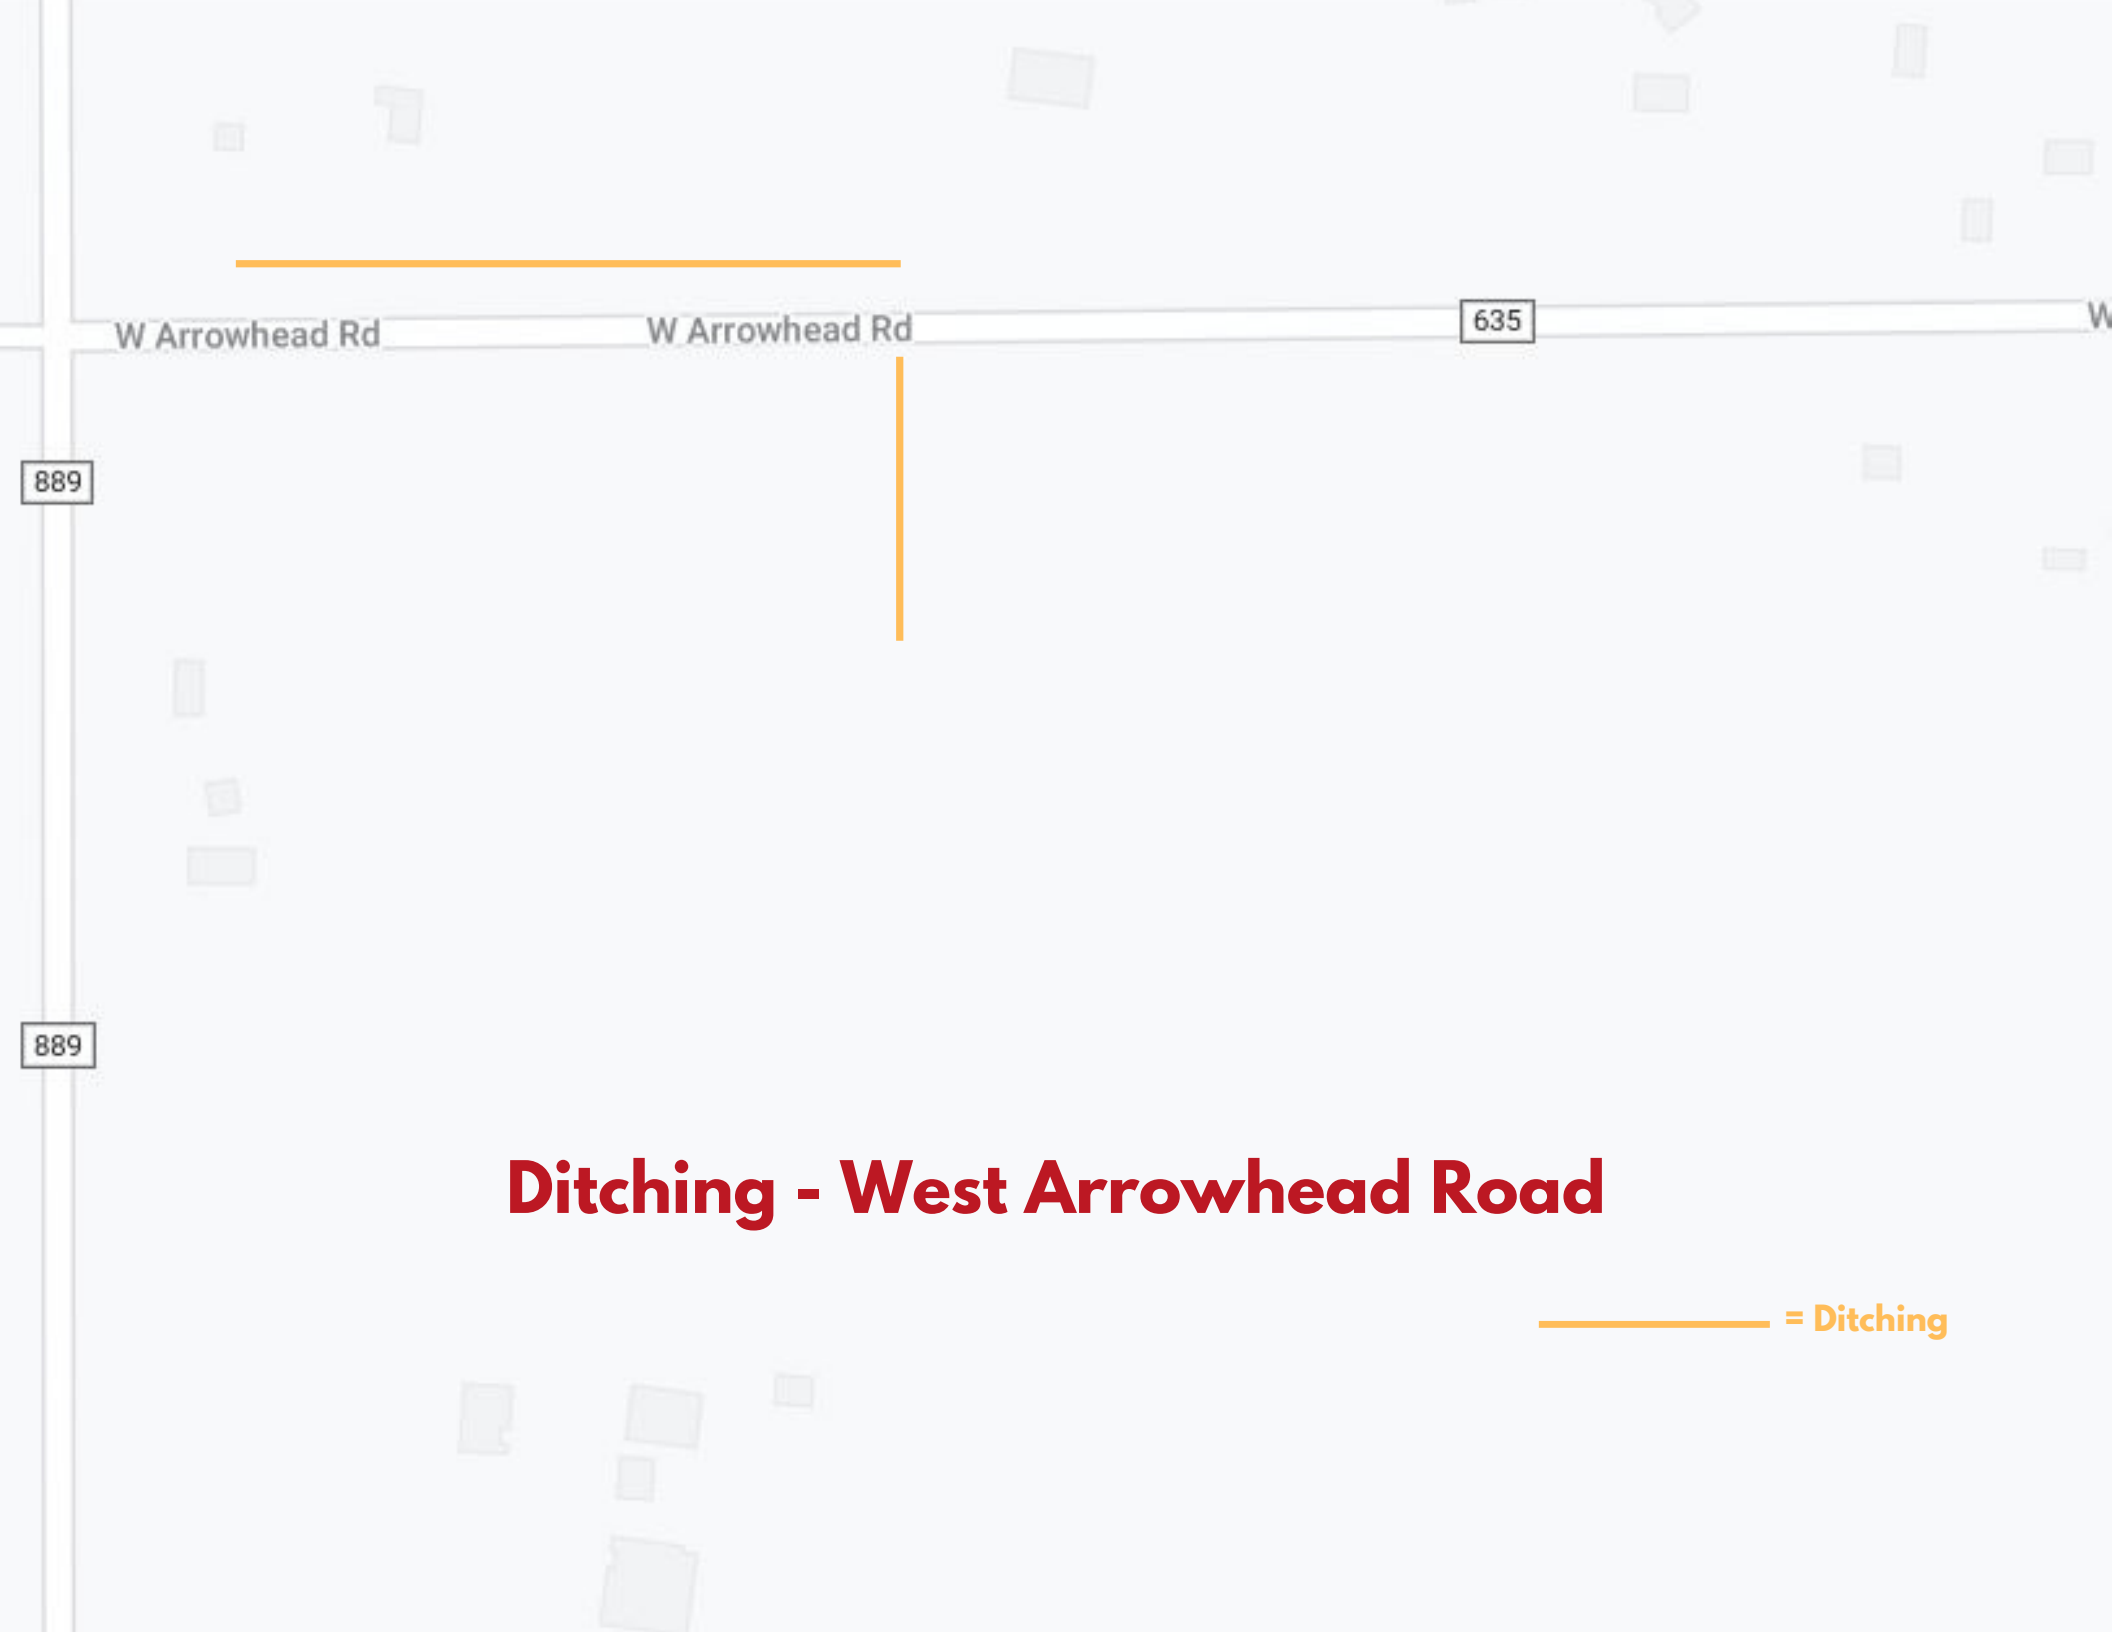 W Arrowhead Rd
W Arrowhead Rd
635
W
889
889
Ditching - West Arrowhead Road
= Ditching